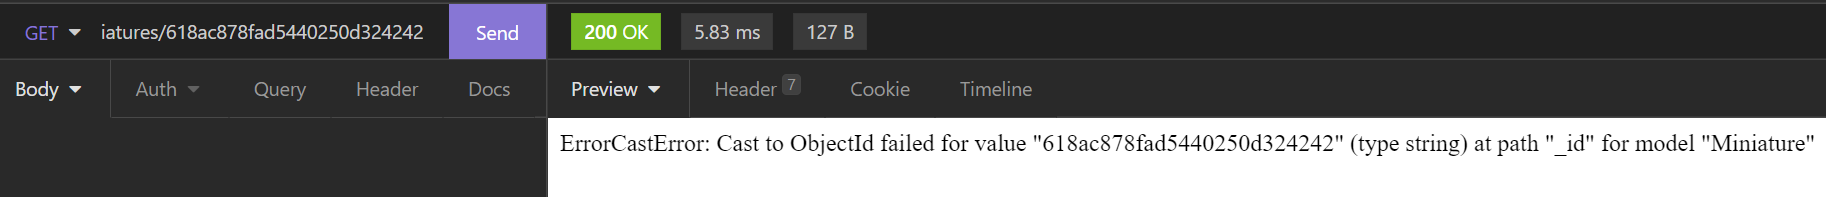 GET iatures/618ac878fad5440250d324242 Send 200 OK 5.83 ms 127 B
Body Auth Query Header Docs Preview Header 7 Cookie Timeline
ErrorCastError: Cast to ObjectId failed for value "618ac878fad5440250d324242" (type string) at path "_id" for model "Miniature"